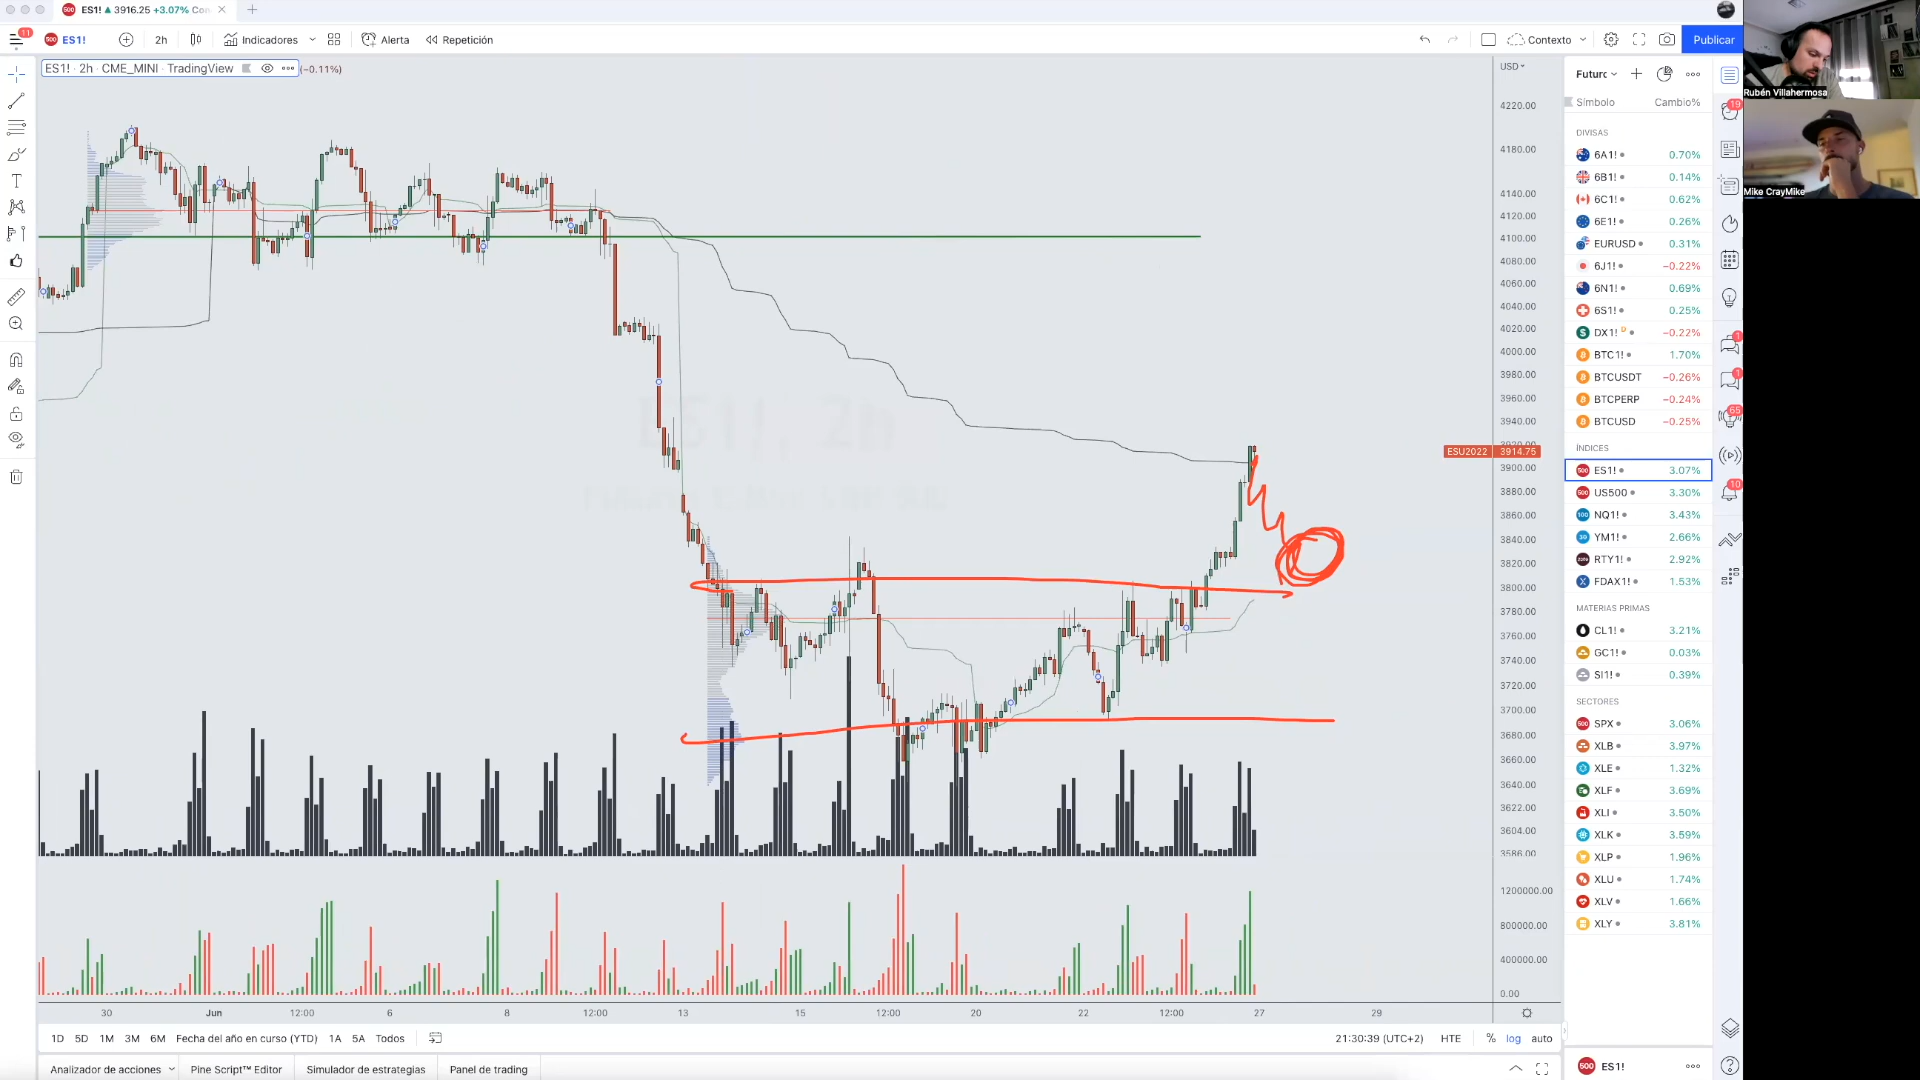 ES1! ▲ 3916.25 +3.07% Co
11
ES1!
2h
Indicadores
Alerta
Repetición
Contexto
Publicar
ES1! · 2h · CME_MINI · TradingView
(−0.11%)
USD
4220.00
4180.00
4140.00
4120.00
4100.00
4080.00
4060.00
4040.00
4020.00
4000.00
3980.00
3960.00
3940.00
3920.00
ESU2022 3914.75
3900.00
3880.00
3860.00
3840.00
3820.00
3800.00
3780.00
3760.00
3740.00
3720.00
3700.00
3680.00
3660.00
3640.00
3622.00
3604.00
3586.00
1200000.00
800000.00
400000.00
0.00
ES1!, 2h
30 Jun 12:00 6 8 12:00 13 15 12:00 20 22 12:00 27 29
1D 5D 1M 3M 6M Fecha del año en curso (YTD) 1A 5A Todos
21:30:39 (UTC+2) HTE % log auto
Analizador de acciones Pine Script™ Editor Simulador de estrategias Panel de trading
Futuro
Símbolo Cambio%
DIVISAS
6A1! 0.70%
6B1! 0.14%
6C1! 0.62%
6E1! 0.26%
EURUSD 0.31%
6J1! −0.22%
6N1! 0.69%
6S1! 0.25%
DX1! D −0.22%
BTC1! 1.70%
BTCUSDT −0.26%
BTCPERP −0.24%
BTCUSD −0.25%
ÍNDICES
ES1! 3.07%
US500 3.30%
NQ1! 3.43%
YM1! 2.66%
RTY1! 2.92%
FDAX1! 1.53%
MATERIAS PRIMAS
CL1! 3.21%
GC1! 0.03%
SI1! 0.39%
SECTORES
SPX 3.06%
XLB 3.97%
XLE 1.32%
XLF 3.69%
XLI 3.50%
XLK 3.59%
XLP 1.96%
XLU 1.74%
XLV 1.66%
XLY 3.81%
ES1!
19
1
1
65
10
Rubén Villahermosa
Mike CrayMike